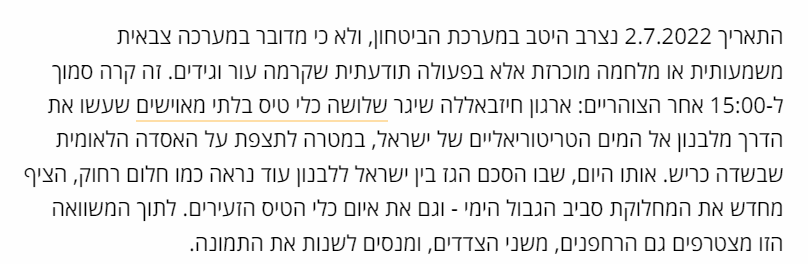 התאריך 2.7.2022 נצרב היטב במערכת הביטחון, ולא כי מדובר במערכה צבאית
משמעותית או מלחמה מוכרזת אלא בפעולה תודעתית שקרמה עור וגידים. זה קרה סמוך
ל-15:00 אחר הצוהריים: ארגון חיזבאללה שיגר שלושה כלי טיס בלתי מאוישים שעשו את
הדרך מלבנון אל המים הטריטוריאליים של ישראל, במטרה לתצפת על האסדה הלאומית
שבשדה כריש. אותו היום, שבו הסכם הגז בין ישראל ללבנון עוד נראה כמו חלום רחוק, הציף
מחדש את המחלוקת סביב הגבול הימי - וגם את איום כלי הטיס הזעירים. לתוך המשוואה
הזו מצטרפים גם הרחפנים, משני הצדדים, ומנסים לשנות את התמונה.